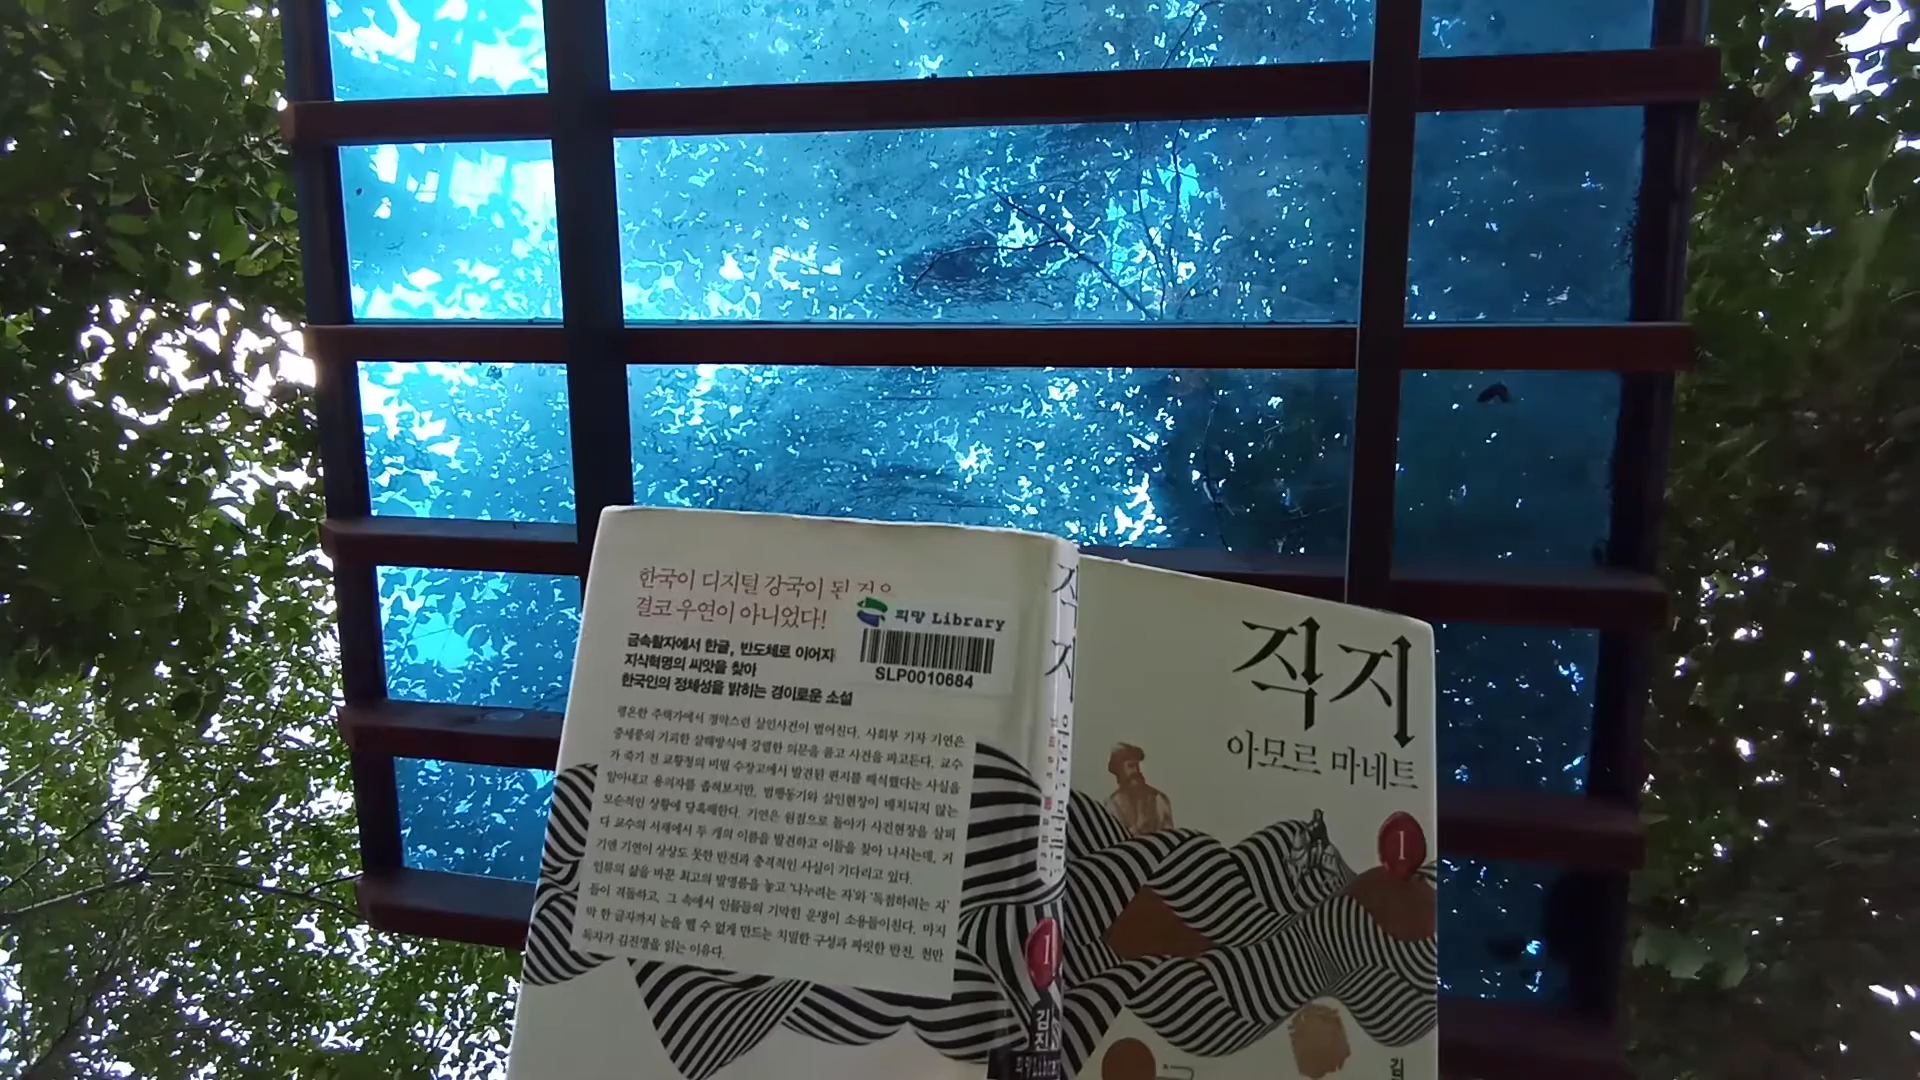 한국이 디지털 강국이 된 것은
결코 우연이 아니었다!
희망 Library
SLP0010684
금속활자에서 한글, 반도체로 이어지
지식혁명의 씨앗을 찾아
한국인의 정체성을 밝히는 경이로운 소설
평온한 주택가에서 경악스런 살인사건이 벌어진다. 사회부 기자 기연은
중세풍의 기괴한 살해방식에 강렬한 의문을 품고 사건을 파고든다. 교수
가 죽기 전 교황청의 비밀 수장고에서 발견된 편지를 해석했다는 사실을
알아내고 용의자를 좁혀보지만, 범행동기와 살인현장이 매치되지 않는
모순적인 상황에 당혹해한다. 기연은 원점으로 돌아가 사건현장을 살피
다 교수의 서재에서 두 개의 이름을 발견하고 이들을 찾아 나서는데, 거
기엔 기연이 상상도 못한 반전과 충격적인 사실이 기다리고 있다.
인류의 삶을 바꾼 최고의 발명품을 놓고 '나누려는 자'와 '독점하려는 자'
들이 격돌하고, 그 속에서 인물들의 기막힌 운명이 소용돌이친다. 마지
막 한 글자까지 눈을 뗄 수 없게 만드는 치밀한 구성과 짜릿한 반전, 천만
독자가 김진명을 읽는 이유다.
직지
1
김진
희망Library
직지
아모르 마네트
1
김